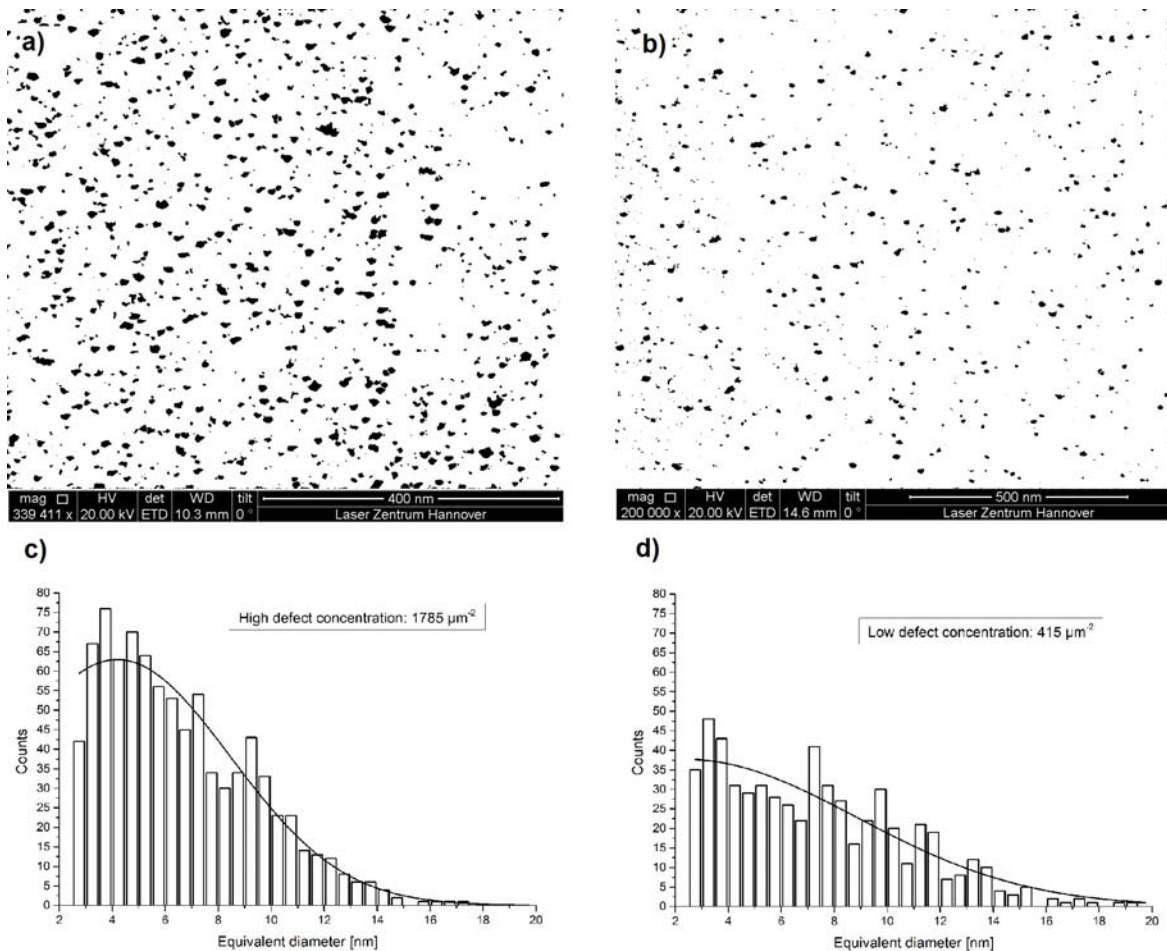 a)
mag □ HV det WD tilt 400 nm
339 411 x 20.00 kV ETD 10.3 mm 0 ° Laser Zentrum Hannover
b)
mag □ HV det WD tilt 500 nm
200 000 x 20.00 kV ETD 14.6 mm 0 ° Laser Zentrum Hannover
c)
High defect concentration: 1785 µm⁻²
Counts
80
75
70
65
60
55
50
45
40
35
30
25
20
15
10
5
0
2 4 6 8 10 12 14 16 18 20
Equivalent diameter [nm]
d)
Low defect concentration: 415 µm⁻²
Counts
80
75
70
65
60
55
50
45
40
35
30
25
20
15
10
5
0
2 4 6 8 10 12 14 16 18 20
Equivalent diameter [nm]